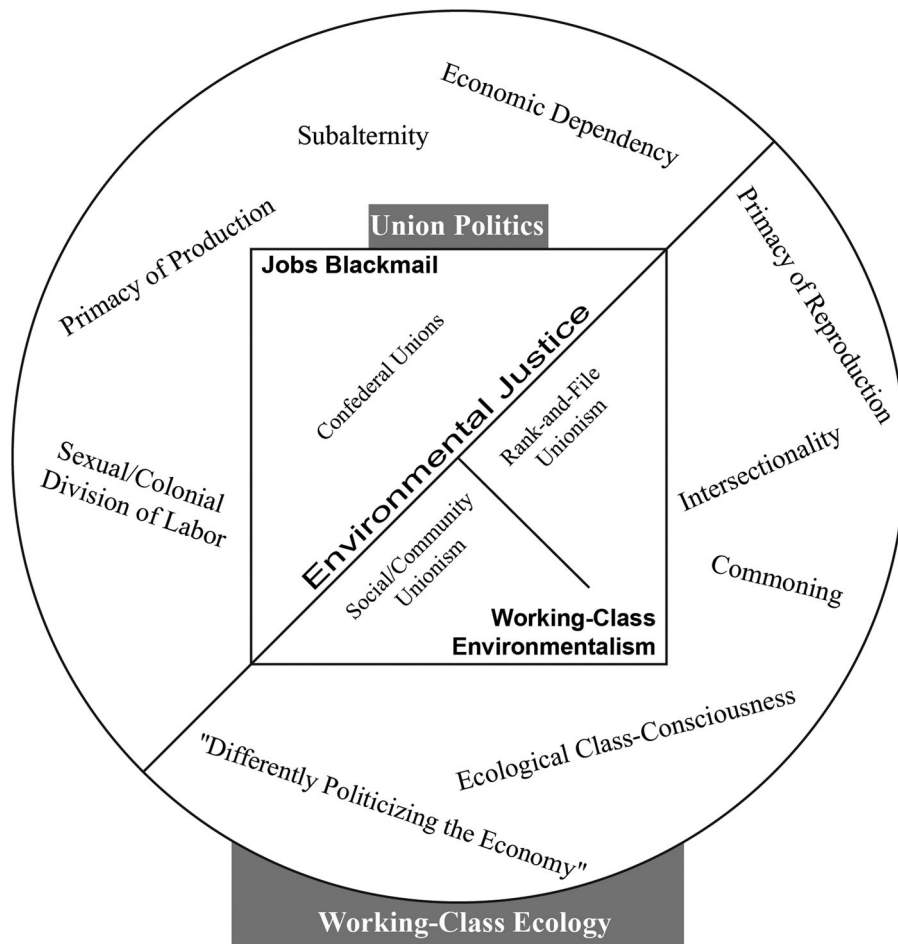 Economic Dependency
Subalternity
Primacy of Production
Primacy of Reproduction
Union Politics
Jobs Blackmail
Confederal Unions
Environmental Justice
Rank-and-File
Unionism
Sexual/Colonial
Division of Labor
Intersectionality
Social/Community
Unionism
Commoning
Working-Class
Environmentalism
Ecological Class-Consciousness
"Differently Politicizing the Economy"
Working-Class Ecology